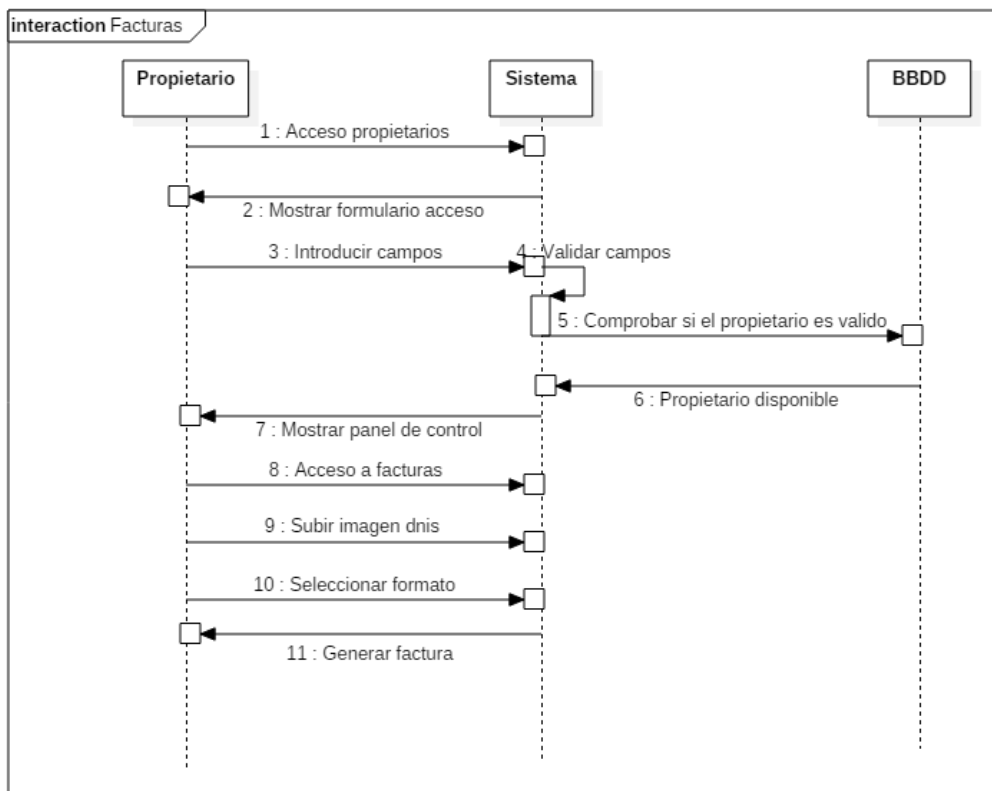 interaction Facturas
Propietario
Sistema
BBDD
1 : Acceso propietarios
2 : Mostrar formulario acceso
3 : Introducir campos
4 : Validar campos
5 : Comprobar si el propietario es valido
6 : Propietario disponible
7 : Mostrar panel de control
8 : Acceso a facturas
9 : Subir imagen dnis
10 : Seleccionar formato
11 : Generar factura